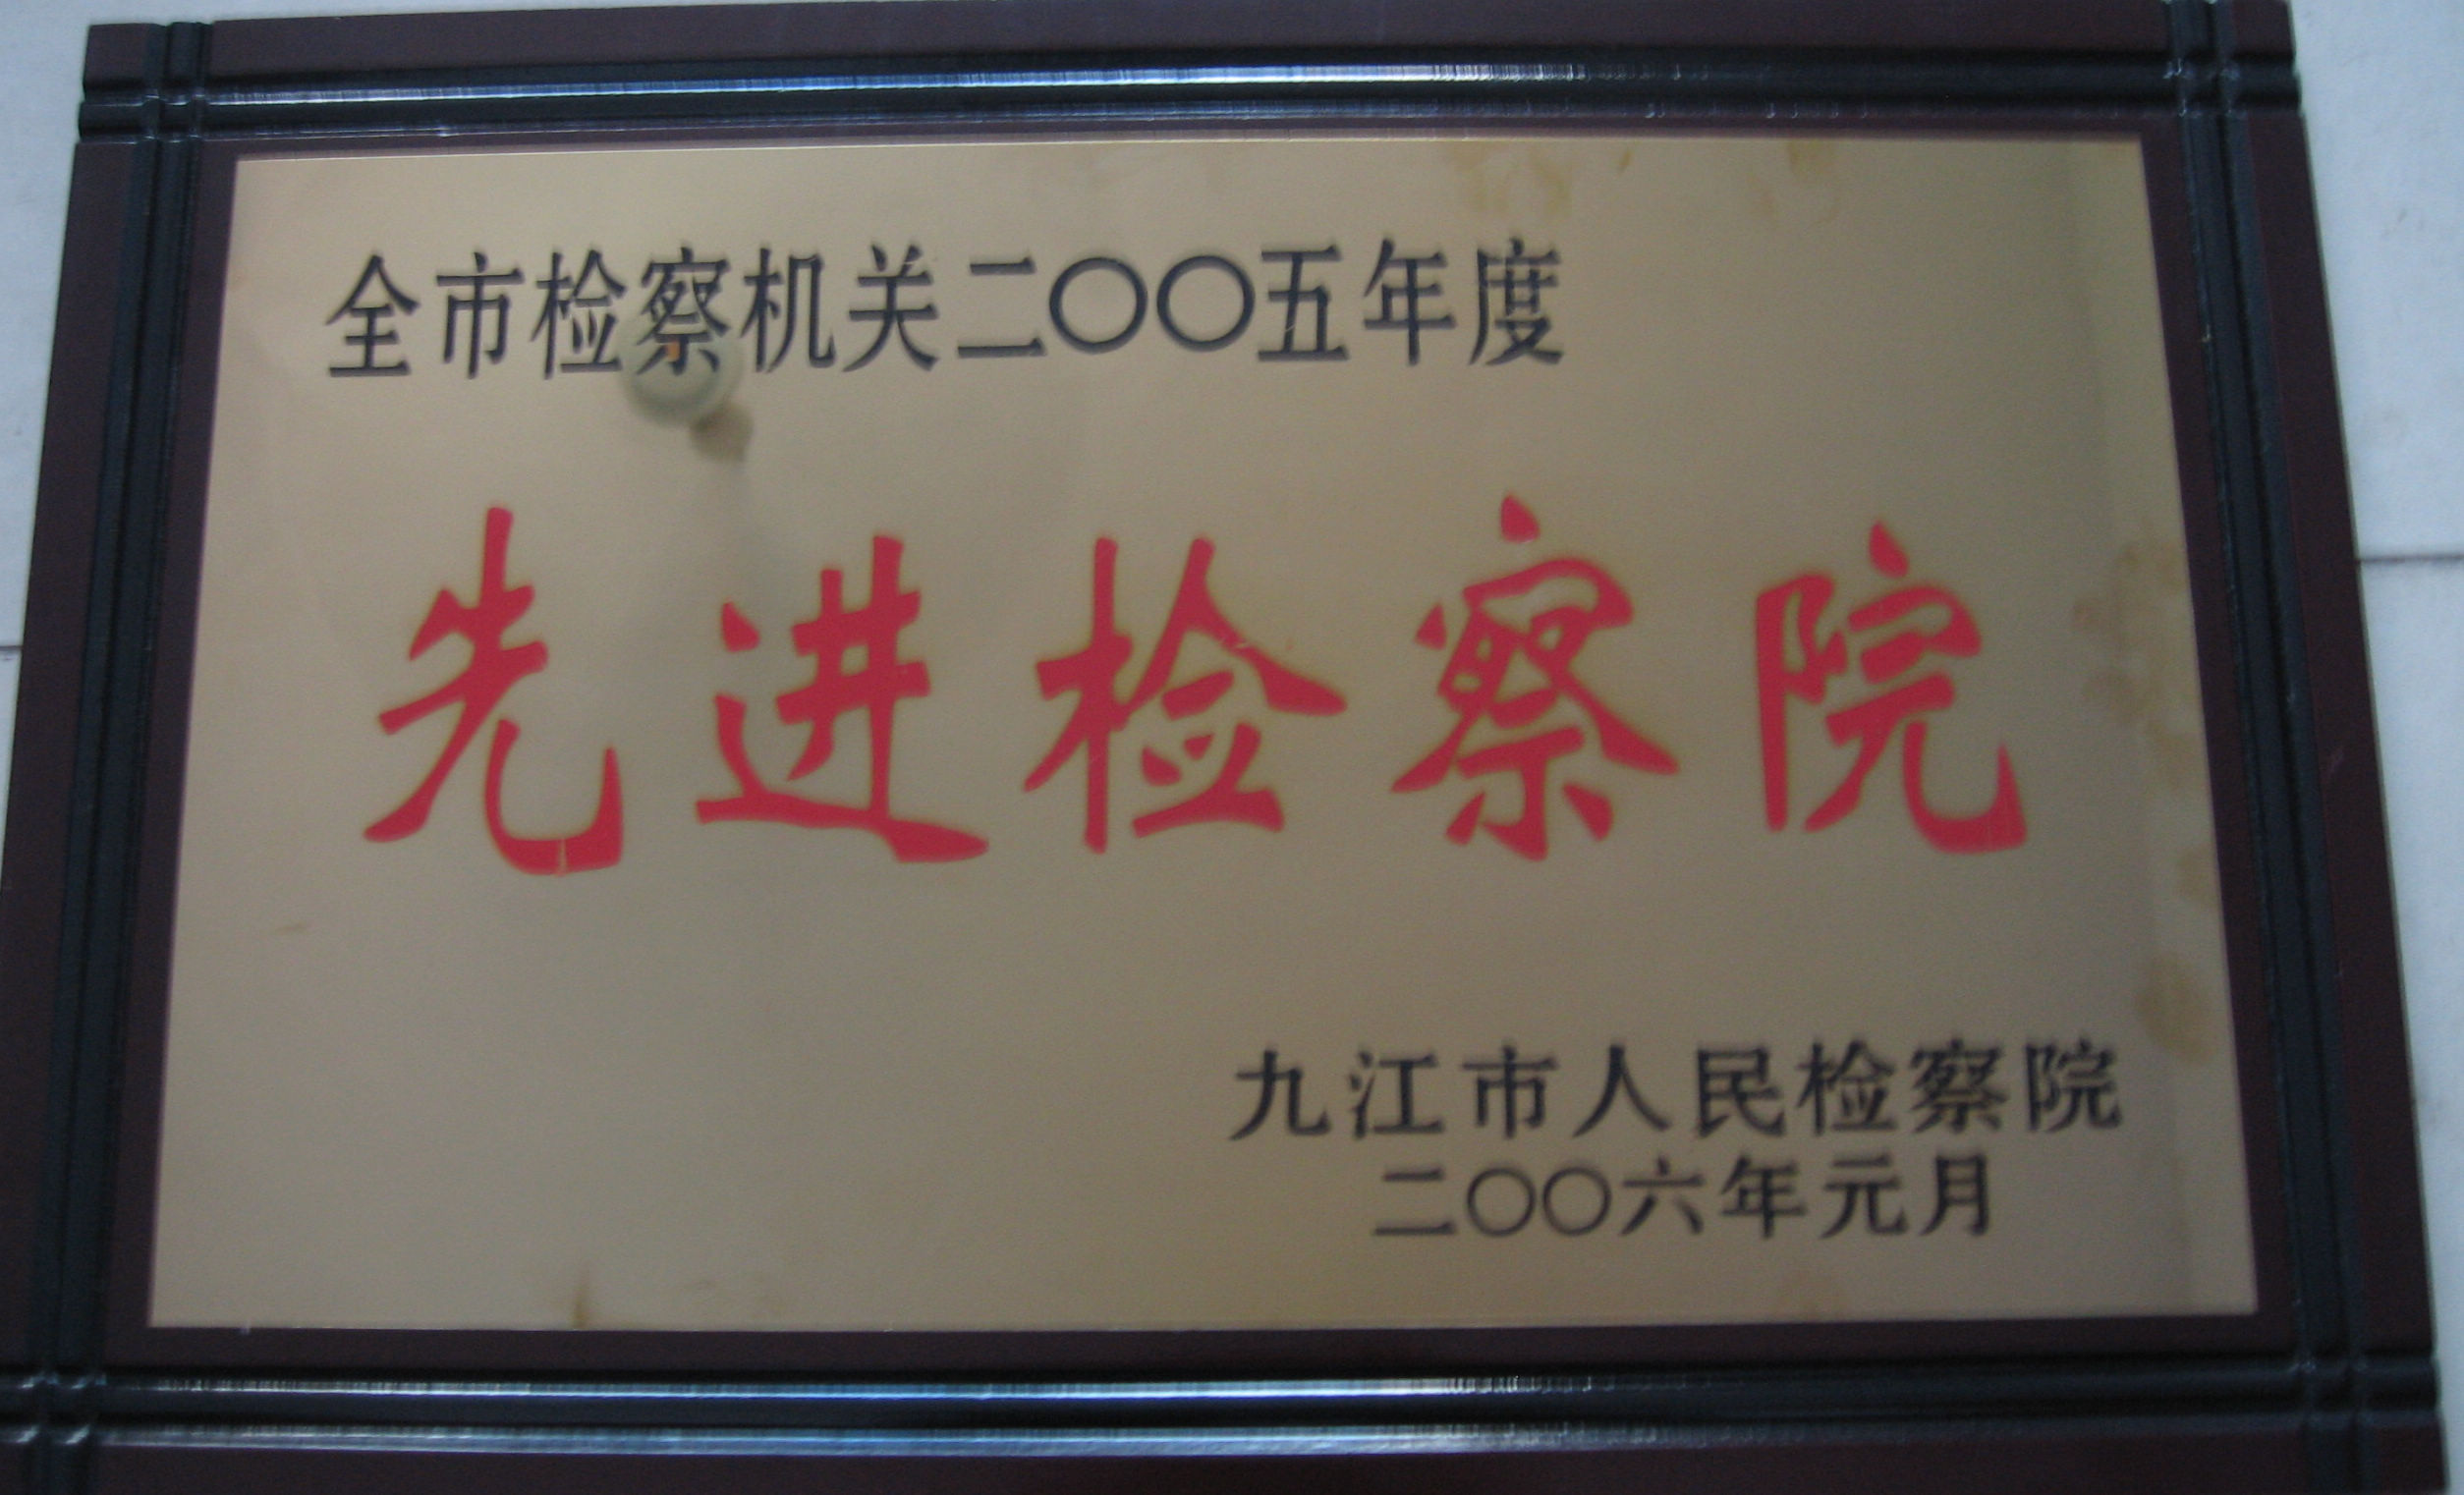 全市检察机关二〇〇五年度
先进检察院
九江市人民检察院
二〇〇六年元月